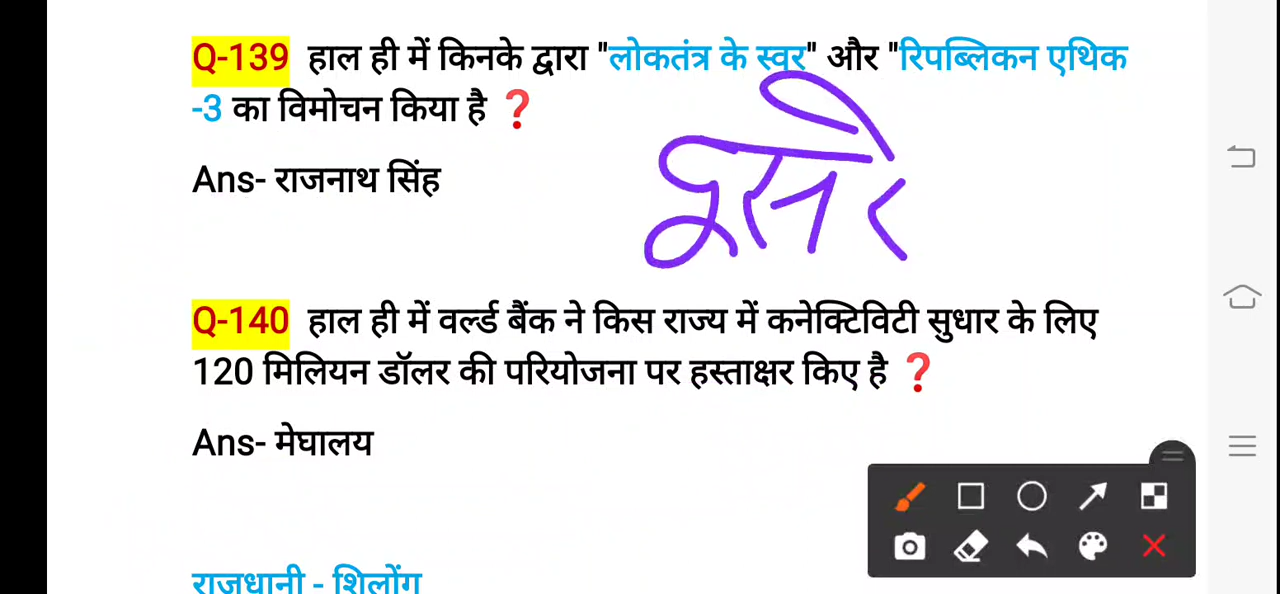 Q-139 हाल ही में किनके द्वारा "लोकतंत्र के स्वर" और "रिपब्लिकन एथिक
-3 का विमोचन किया है ❓
Ans- राजनाथ सिंह
दूसरे
Q-140 हाल ही में वर्ल्ड बैंक ने किस राज्य में कनेक्टिविटी सुधार के लिए
120 मिलियन डॉलर की परियोजना पर हस्ताक्षर किए है ❓
Ans- मेघालय
राजधानी - शिलोंग